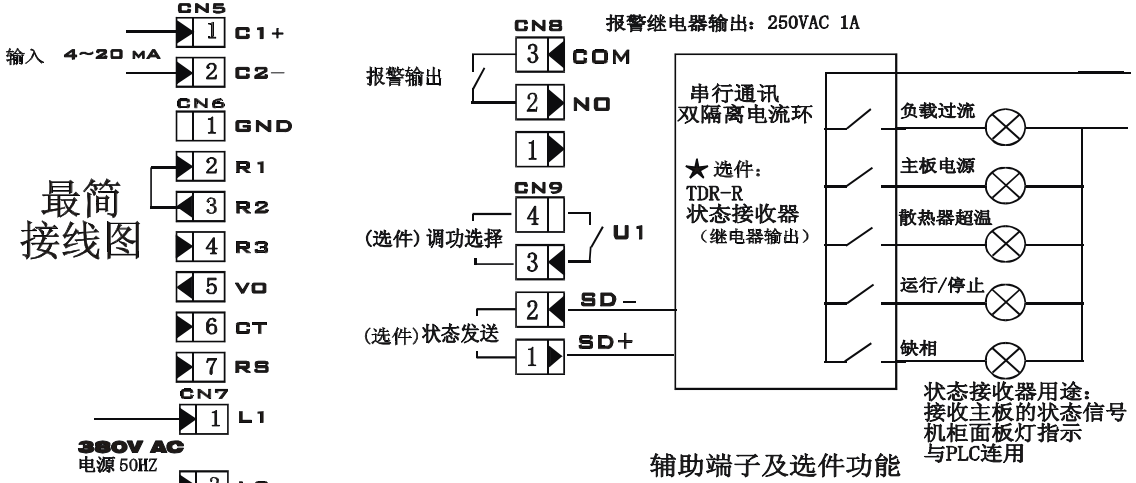 CN5
1 C1+
输入 4~20 MA
2 C2-
CN6
1 GND
2 R1
3 R2
4 R3
5 VO
6 CT
7 RS
最简
接线图
CN7
1 L1
380V AC
电源50HZ
报警继电器输出：250VAC 1A
CN8
3 COM
报警输出
2 NO
1
CN9
4
(选件)调功选择 U1
3
2 SD-
(选件)状态发送
1 SD+
串行通讯
双隔离电流环
★选件：
TDR-R
状态接收器
（继电器输出）
负载过流
主板电源
散热器超温
运行/停止
缺相
状态接收器用途：
接收主板的状态信号
机柜面板灯指示
与PLC连用
辅助端子及选件功能